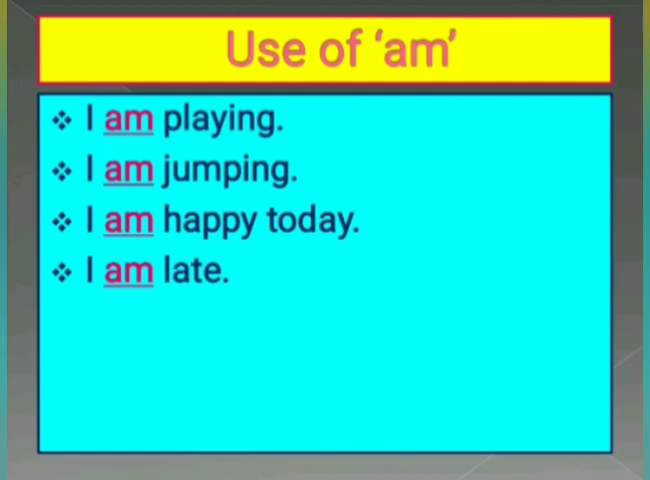 Use of ‘am’
❖ I am playing.
❖ I am jumping.
❖ I am happy today.
❖ I am late.